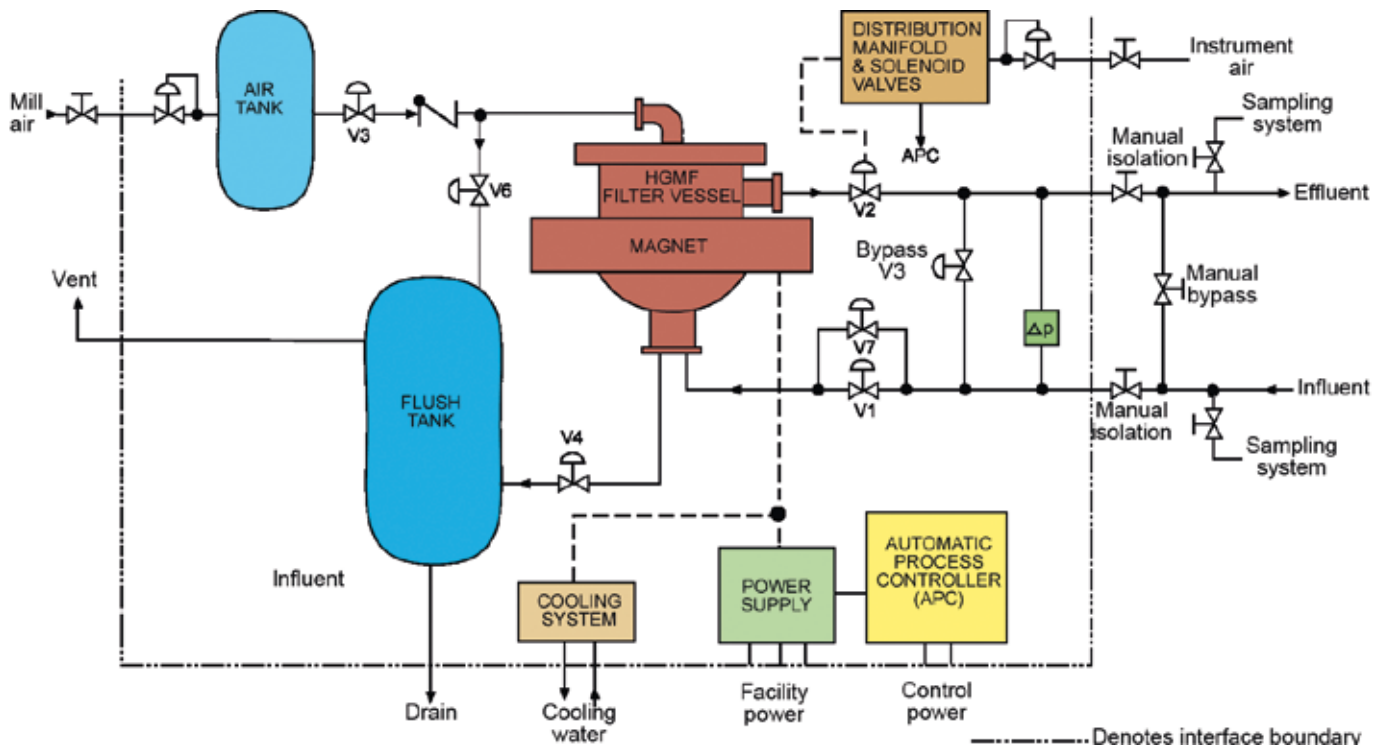 DISTRIBUTION
MANIFOLD
& SOLENOID
VALVES
Instrument
air
AIR
TANK
Mill
air
V3
Sampling
system
APC
Manual
isolation
HGMF
FILTER VESSEL
V6
V2
Effluent
MAGNET
Bypass
V3
Manual
bypass
Vent
Δp
V7
V1
Influent
FLUSH
TANK
Manual
isolation
V4
Sampling
system
Influent
COOLING
SYSTEM
POWER
SUPPLY
AUTOMATIC
PROCESS
CONTROLLER
(APC)
Drain
Cooling
water
Facility
power
Control
power
Denotes interface boundary